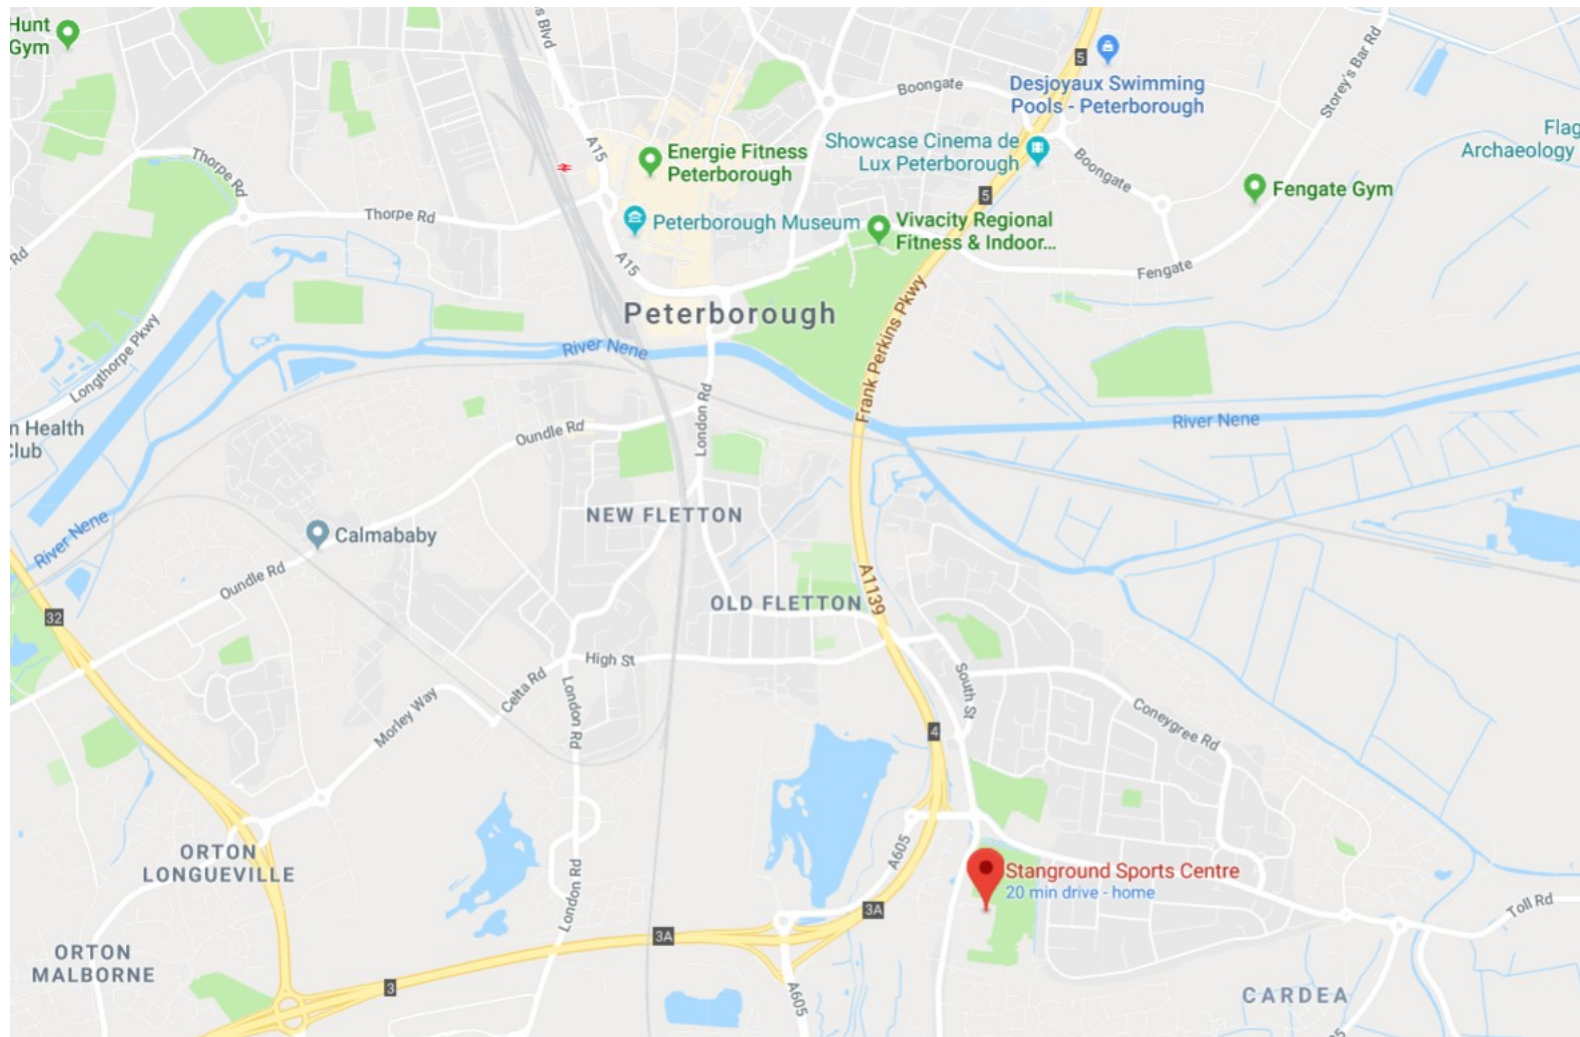 Hunt
Gym
s Blvd
5
Desjoyaux Swimming
Pools - Peterborough
Boongate
Storey's Bar Rd
Flag
Archaeology
A15
Energie Fitness
Peterborough
Showcase Cinema de
Lux Peterborough
Boongate
Thorpe Rd
5
Fengate Gym
Thorpe Rd
Peterborough Museum
Vivacity Regional
Fitness & Indoor...
Rd
A15
Fengate
Peterborough
Frank Perkins Pkwy
River Nene
Longthorpe Pkwy
London Rd
Oundle Rd
River Nene
n Health
Club
NEW FLETTON
Calmababy
River Nene
Oundle Rd
A1139
OLD FLETTON
32
High St
Celta Rd
South St
London Rd
Morley Way
Coneygree Rd
4
ORTON
LONGUEVILLE
A605
Stanground Sports Centre
20 min drive - home
London Rd
3A
Toll Rd
3A
ORTON
MALBORNE
3
A605
CARDEA